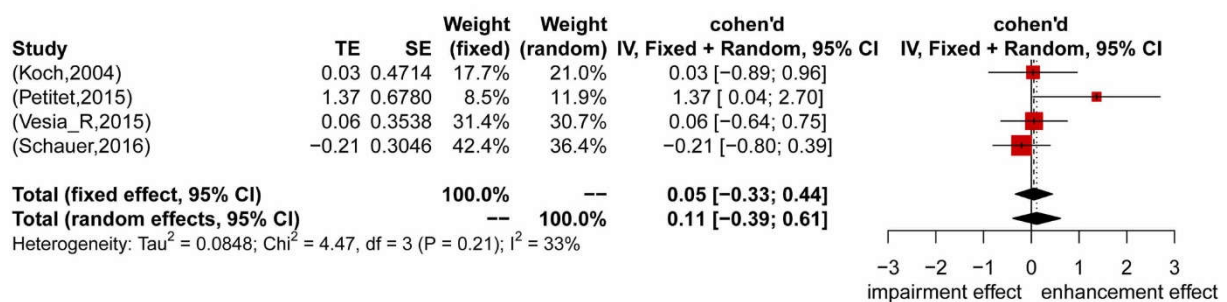 Weight Weight cohen'd cohen'd
Study TE SE (fixed) (random) IV, Fixed + Random, 95% CI IV, Fixed + Random, 95% CI
(Koch,2004) 0.03 0.4714 17.7% 21.0% 0.03 [−0.89; 0.96]
(Petitet,2015) 1.37 0.6780 8.5% 11.9% 1.37 [ 0.04; 2.70]
(Vesia_R,2015) 0.06 0.3538 31.4% 30.7% 0.06 [−0.64; 0.75]
(Schauer,2016) −0.21 0.3046 42.4% 36.4% −0.21 [−0.80; 0.39]
Total (fixed effect, 95% CI) 100.0% −− 0.05 [−0.33; 0.44]
Total (random effects, 95% CI) −− 100.0% 0.11 [−0.39; 0.61]
Heterogeneity: Tau² = 0.0848; Chi² = 4.47, df = 3 (P = 0.21); I² = 33%
−3 −2 −1 0 1 2 3
impairment effect enhancement effect